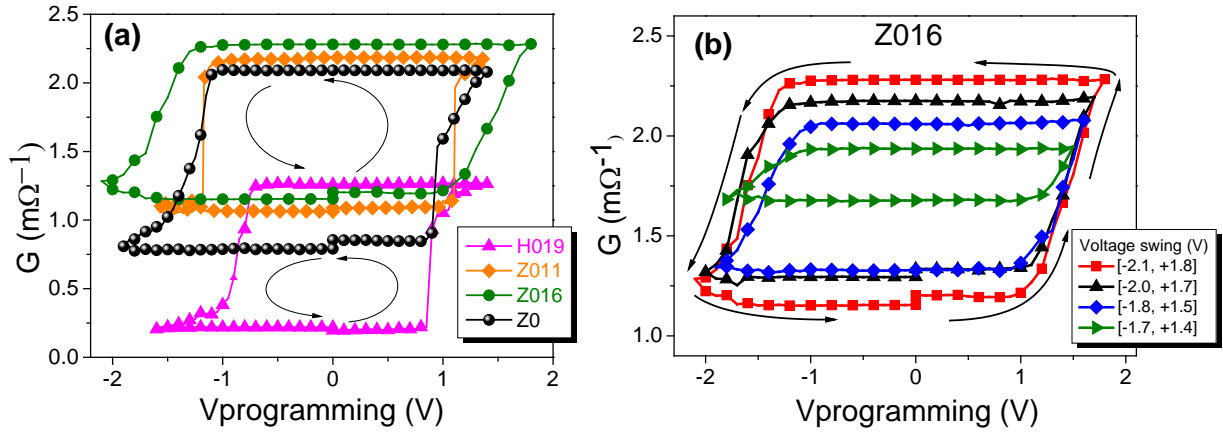 (a)
G (mΩ⁻¹)
2.5
2.0
1.5
1.0
0.5
0.0
H019
Z011
Z016
Z0
-2 -1 0 1 2
Vprogramming (V)
(b)
Z016
G (mΩ⁻¹)
2.5
2.0
1.5
1.0
Voltage swing (V)
[-2.1, +1.8]
[-2.0, +1.7]
[-1.8, +1.5]
[-1.7, +1.4]
-2 -1 0 1 2
Vprogramming (V)